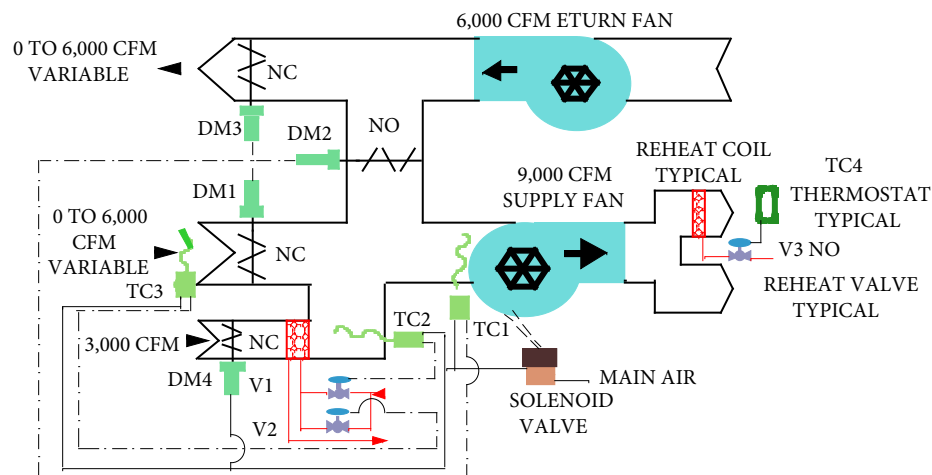 6,000 CFM ETURN FAN
0 TO 6,000 CFM
VARIABLE
NC
DM3
DM2
NO
DM1
9,000 CFM
SUPPLY FAN
REHEAT COIL
TYPICAL
TC4
THERMOSTAT
TYPICAL
0 TO 6,000
CFM
VARIABLE
NC
TC3
V3 NO
REHEAT VALVE
TYPICAL
3,000 CFM
NC
TC2
TC1
DM4
V1
MAIN AIR
SOLENOID
VALVE
V2